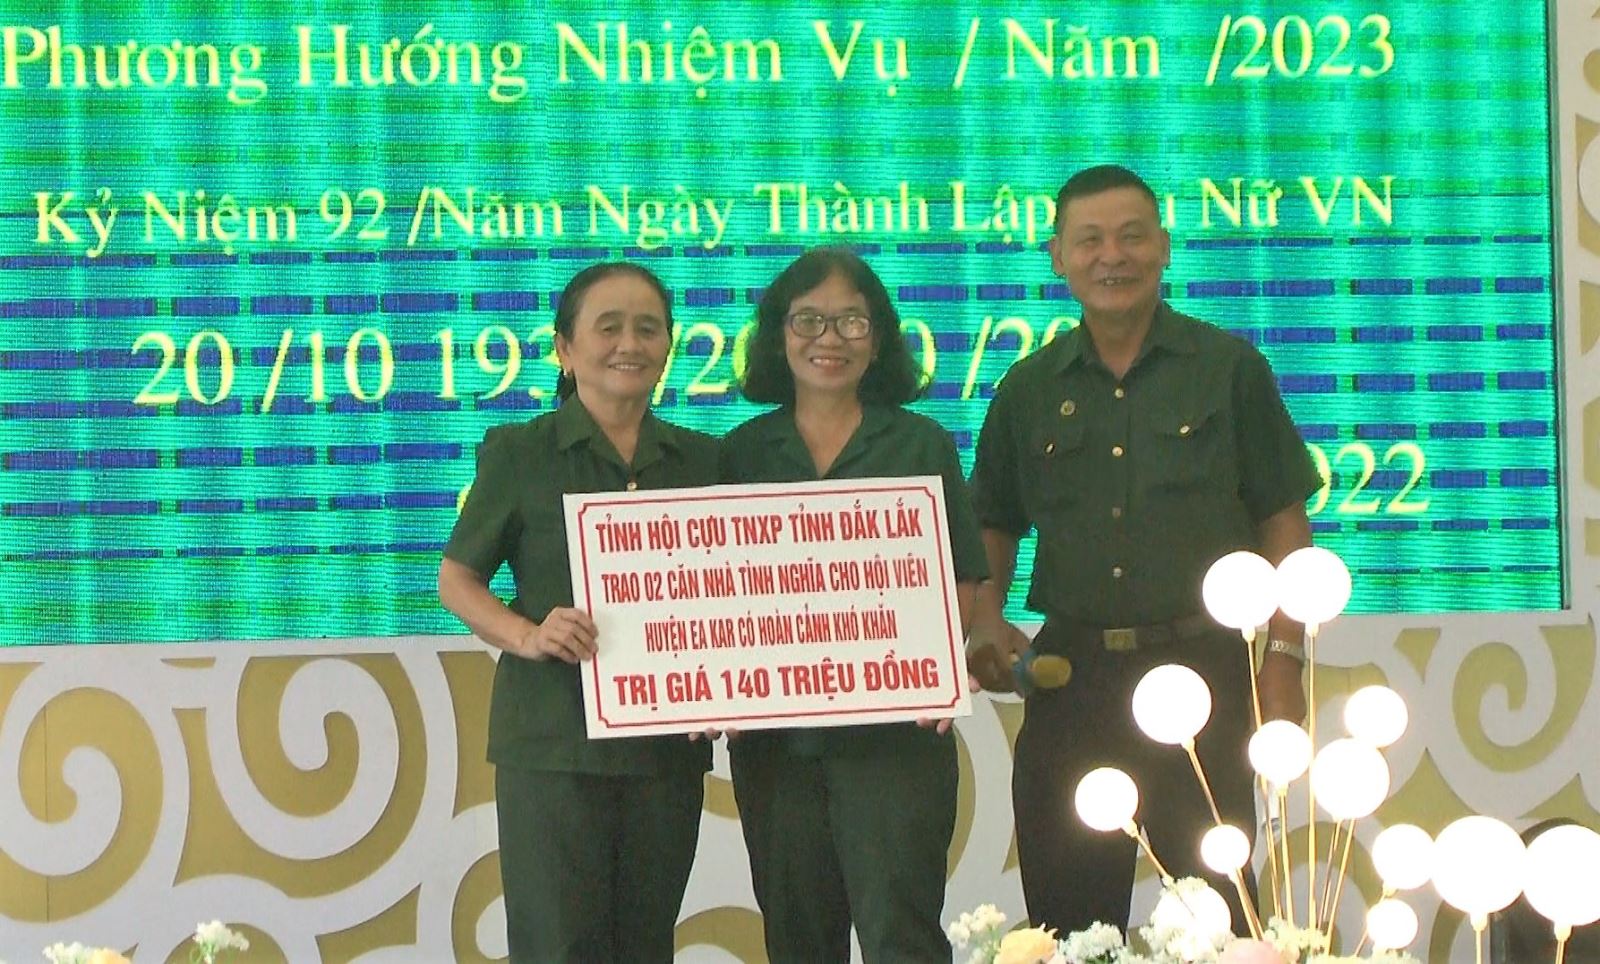 Phương Hướng Nhiệm Vụ / Năm /2023
Kỷ Niệm 92 /Năm Ngày Thành Lập Nữ VN
20 /10 193
TỈNH HỘI CỰU TNXP TỈNH ĐẮK LẮK
TRAO 02 CĂN NHÀ TÌNH NGHĨA CHO HỘI VIÊN
HUYỆN EA KAR CÓ HOÀN CẢNH KHÓ KHĂN
TRỊ GIÁ 140 TRIỆU ĐỒNG